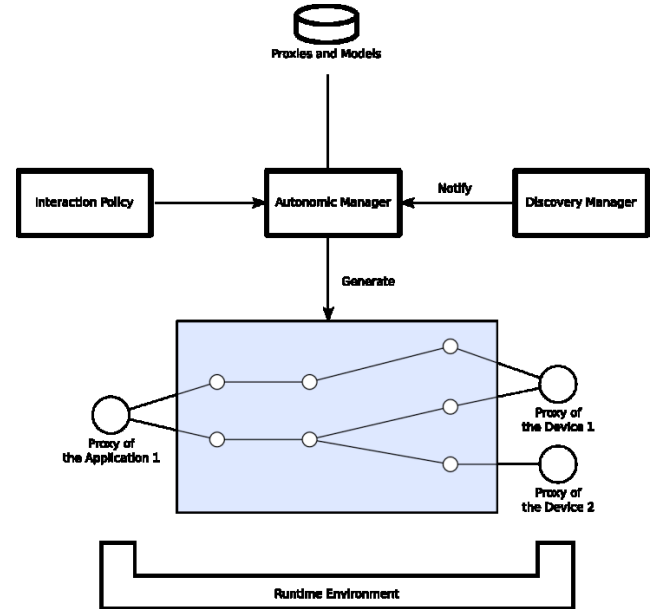 Proxies and Models
Interaction Policy
Autonomic Manager
Notify
Discovery Manager
Generate
Proxy of
the Application 1
Proxy of
the Device 1
Proxy of
the Device 2
Runtime Environment